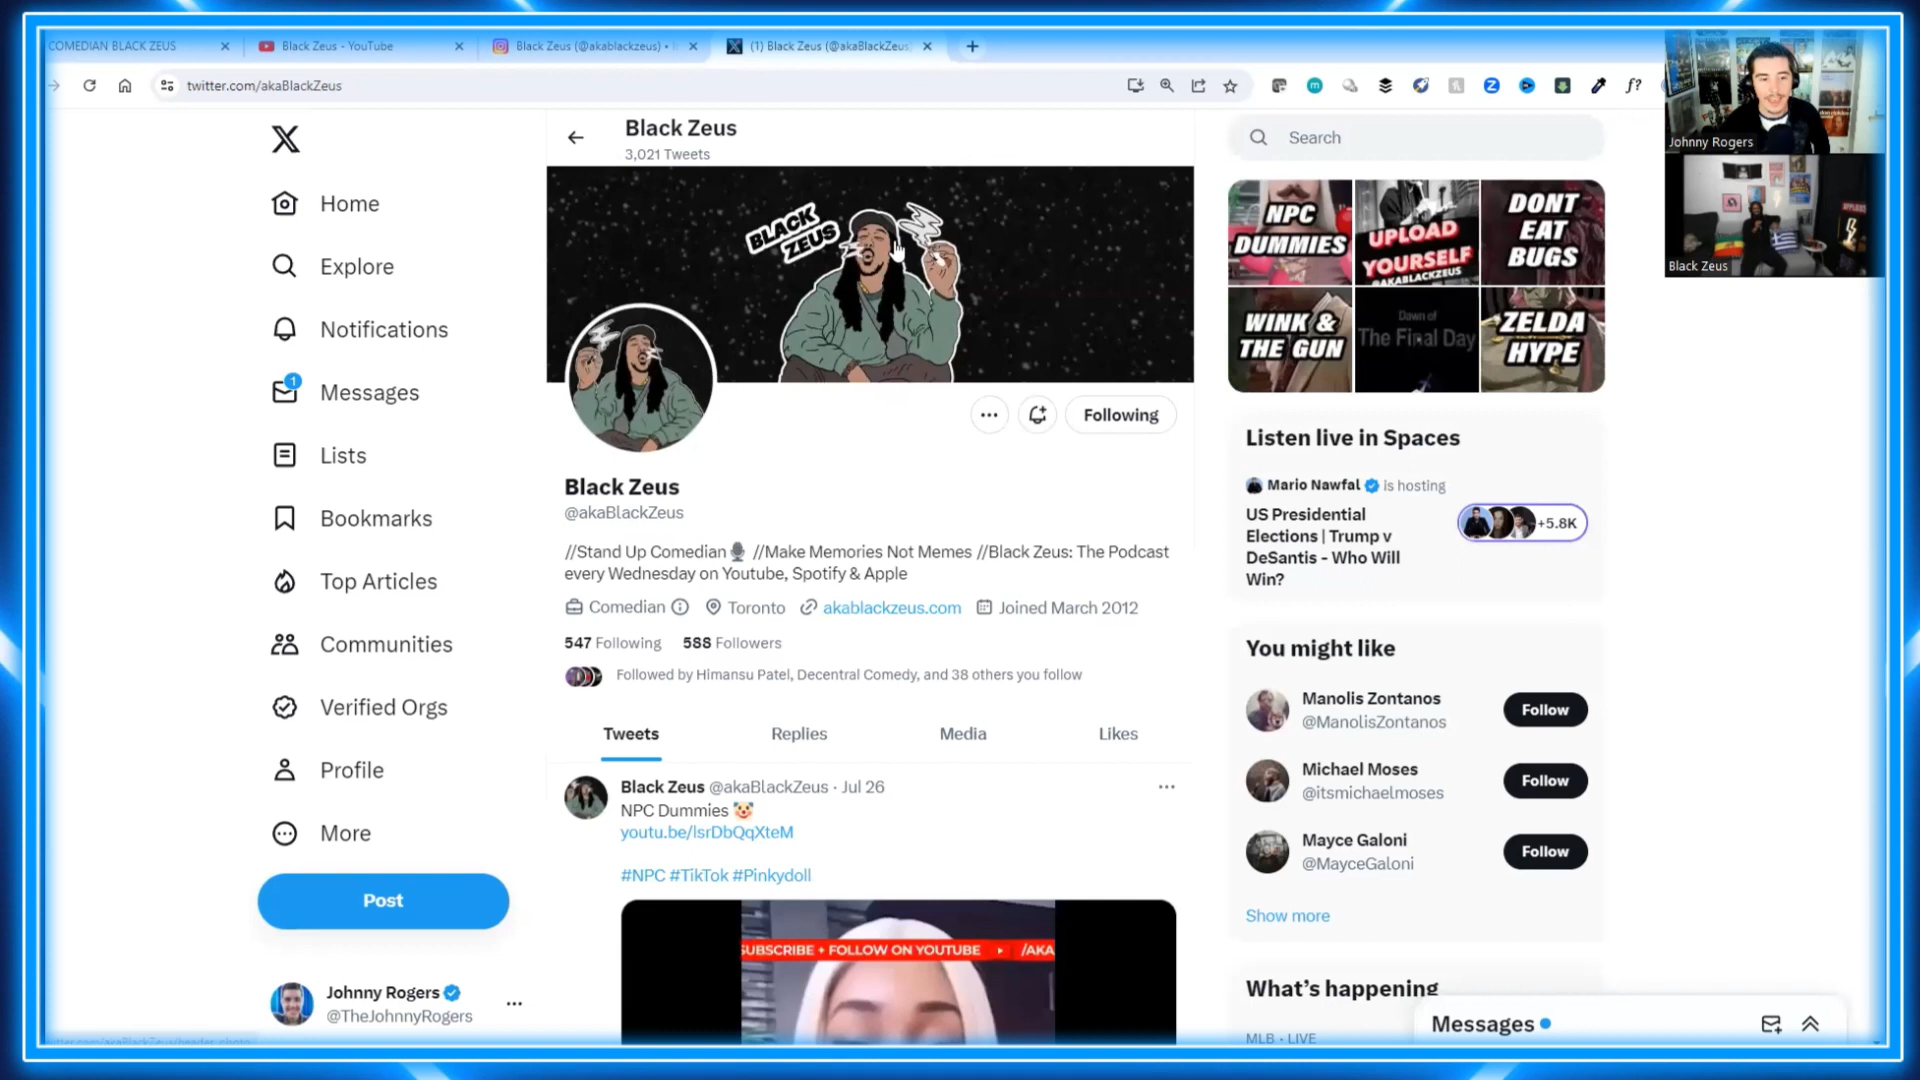 COMEDIAN BLACK ZEUS
Black Zeus - YouTube
Black Zeus (@akablackzeus) •
(1) Black Zeus (@akaBlackZeus)
twitter.com/akaBlackZeus
f?
Johnny Rogers
Black Zeus
Black Zeus
3,021 Tweets
Search
BLACK
ZEUS
NPC
DUMMIES
UPLOAD
YOURSELF
@AKABLACKZEUS
DONT
EAT
BUGS
WINK &
THE GUN
Dawn of
The Final Day
ZELDA
HYPE
Home
Explore
Notifications
1
Messages
Lists
Bookmarks
Top Articles
Communities
Verified Orgs
Profile
More
Post
Johnny Rogers
@TheJohnnyRogers
Following
Black Zeus
@akaBlackZeus
//Stand Up Comedian🎙️ //Make Memories Not Memes //Black Zeus: The Podcast
every Wednesday on Youtube, Spotify & Apple
Comedian Toronto akablackzeus.com Joined March 2012
547 Following 588 Followers
Followed by Himansu Patel, Decentral Comedy, and 38 others you follow
Tweets Replies Media Likes
Black Zeus @akaBlackZeus · Jul 26
NPC Dummies 🤡
youtu.be/lsrDbQqXteM
#NPC #TikTok #Pinkydoll
SUBSCRIBE + FOLLOW ON YOUTUBE /AKA
Listen live in Spaces
Mario Nawfal is hosting
US Presidential
Elections | Trump v
DeSantis - Who Will
Win?
+5.8K
You might like
Manolis Zontanos
@ManolisZontanos
Follow
Michael Moses
@itsmichaelmoses
Follow
Mayce Galoni
@MayceGaloni
Follow
Show more
What's happening
MLB · LIVE
Messages